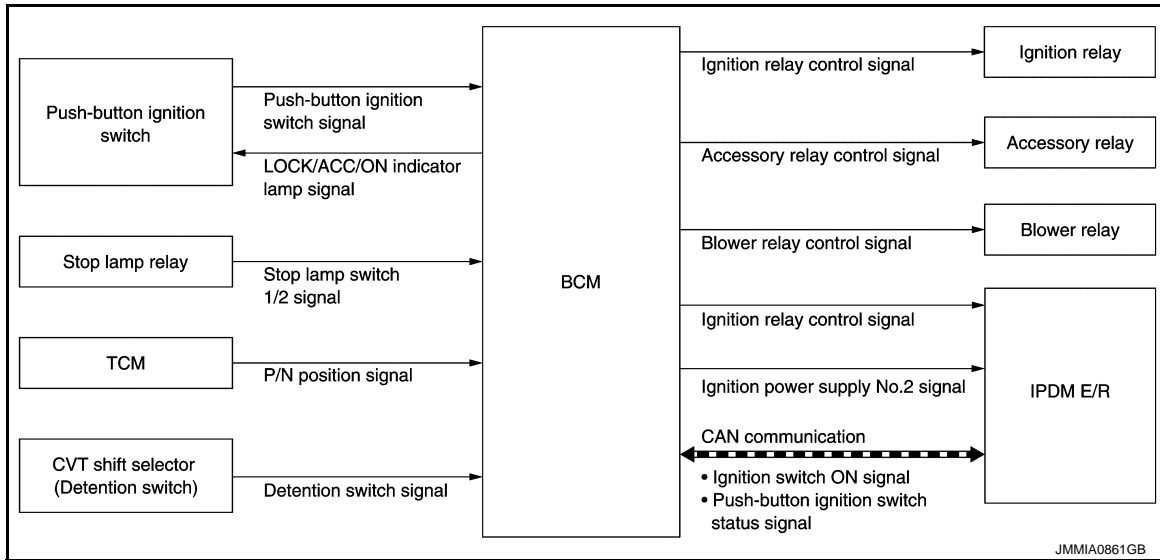 Push-button ignition
switch
Push-button ignition
switch signal
LOCK/ACC/ON indicator
lamp signal
Stop lamp relay
Stop lamp switch
1/2 signal
TCM
P/N position signal
CVT shift selector
(Detention switch)
Detention switch signal
BCM
Ignition relay control signal
Ignition relay
Accessory relay control signal
Accessory relay
Blower relay control signal
Blower relay
Ignition relay control signal
Ignition power supply No.2 signal
IPDM E/R
CAN communication
• Ignition switch ON signal
• Push-button ignition switch
status signal
JMMIA0861GB